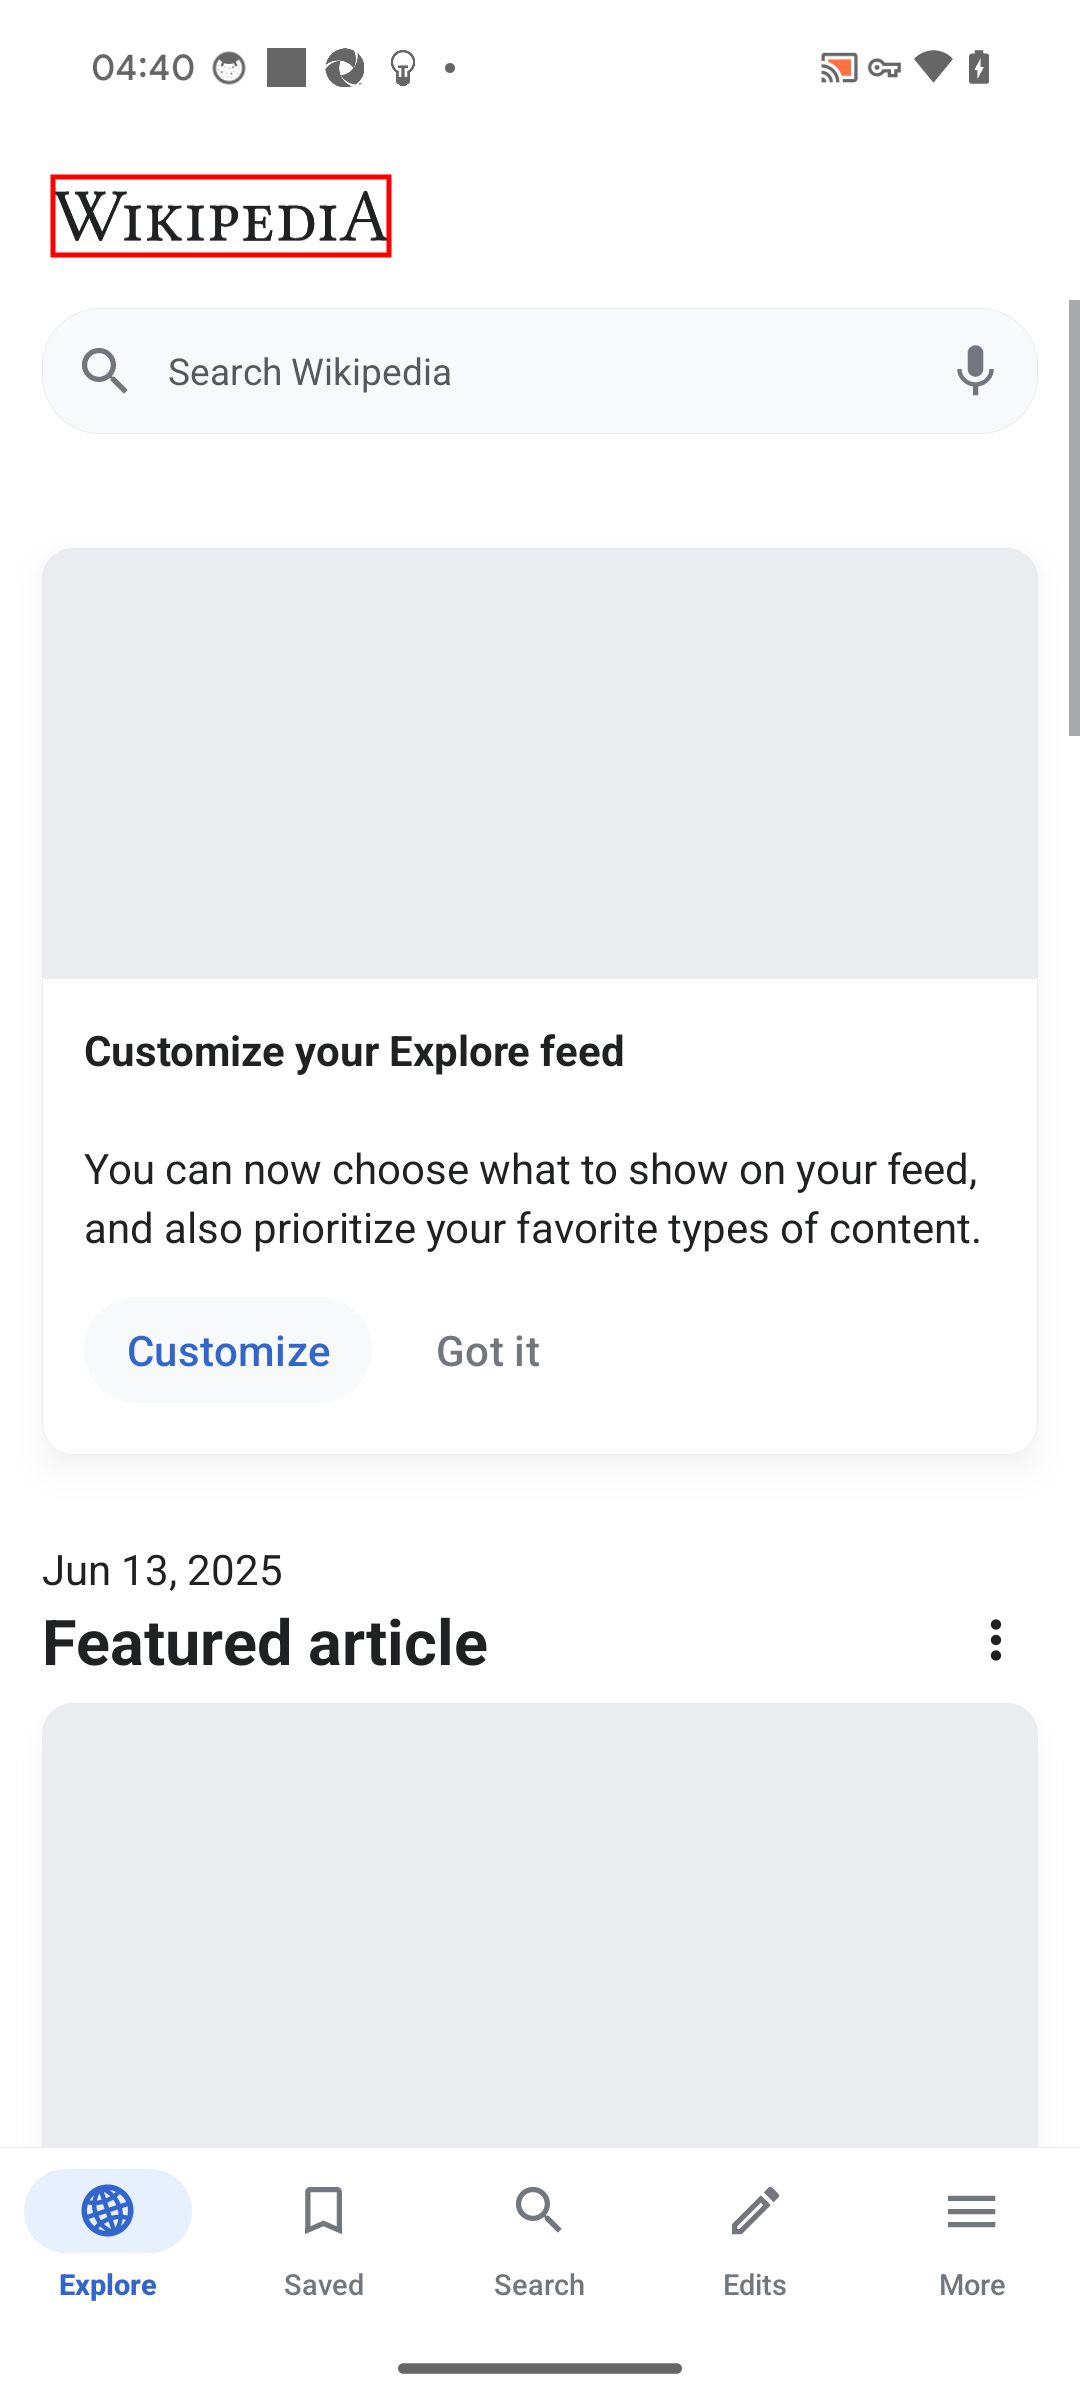 04:40
WIKIPEDIA
Search Wikipedia
Customize your Explore feed
You can now choose what to show on your feed,
and also prioritize your favorite types of content.
Customize Got it
Jun 13, 2025
Featured article
Explore Saved Search Edits More